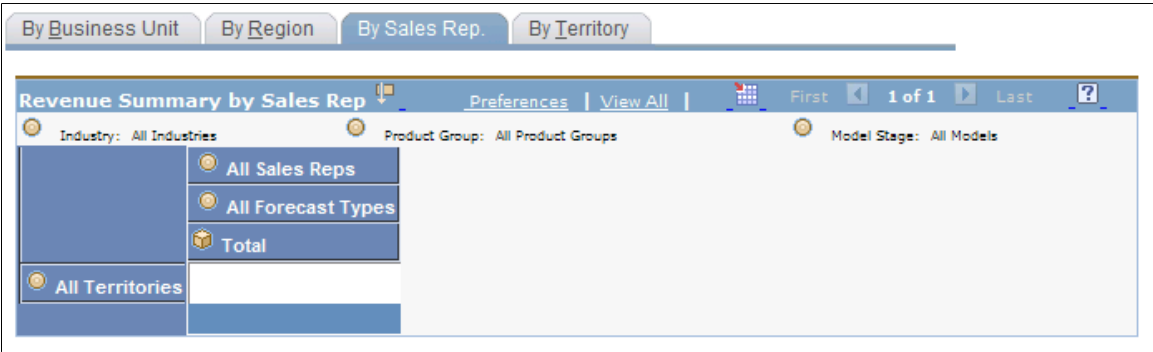 By Business Unit By Region By Sales Rep. By Territory
Revenue Summary by Sales Rep Preferences | View All | First 1 of 1 Last ?
Industry: All Industries Product Group: All Product Groups Model Stage: All Models
All Sales Reps
All Forecast Types
Total
All Territories